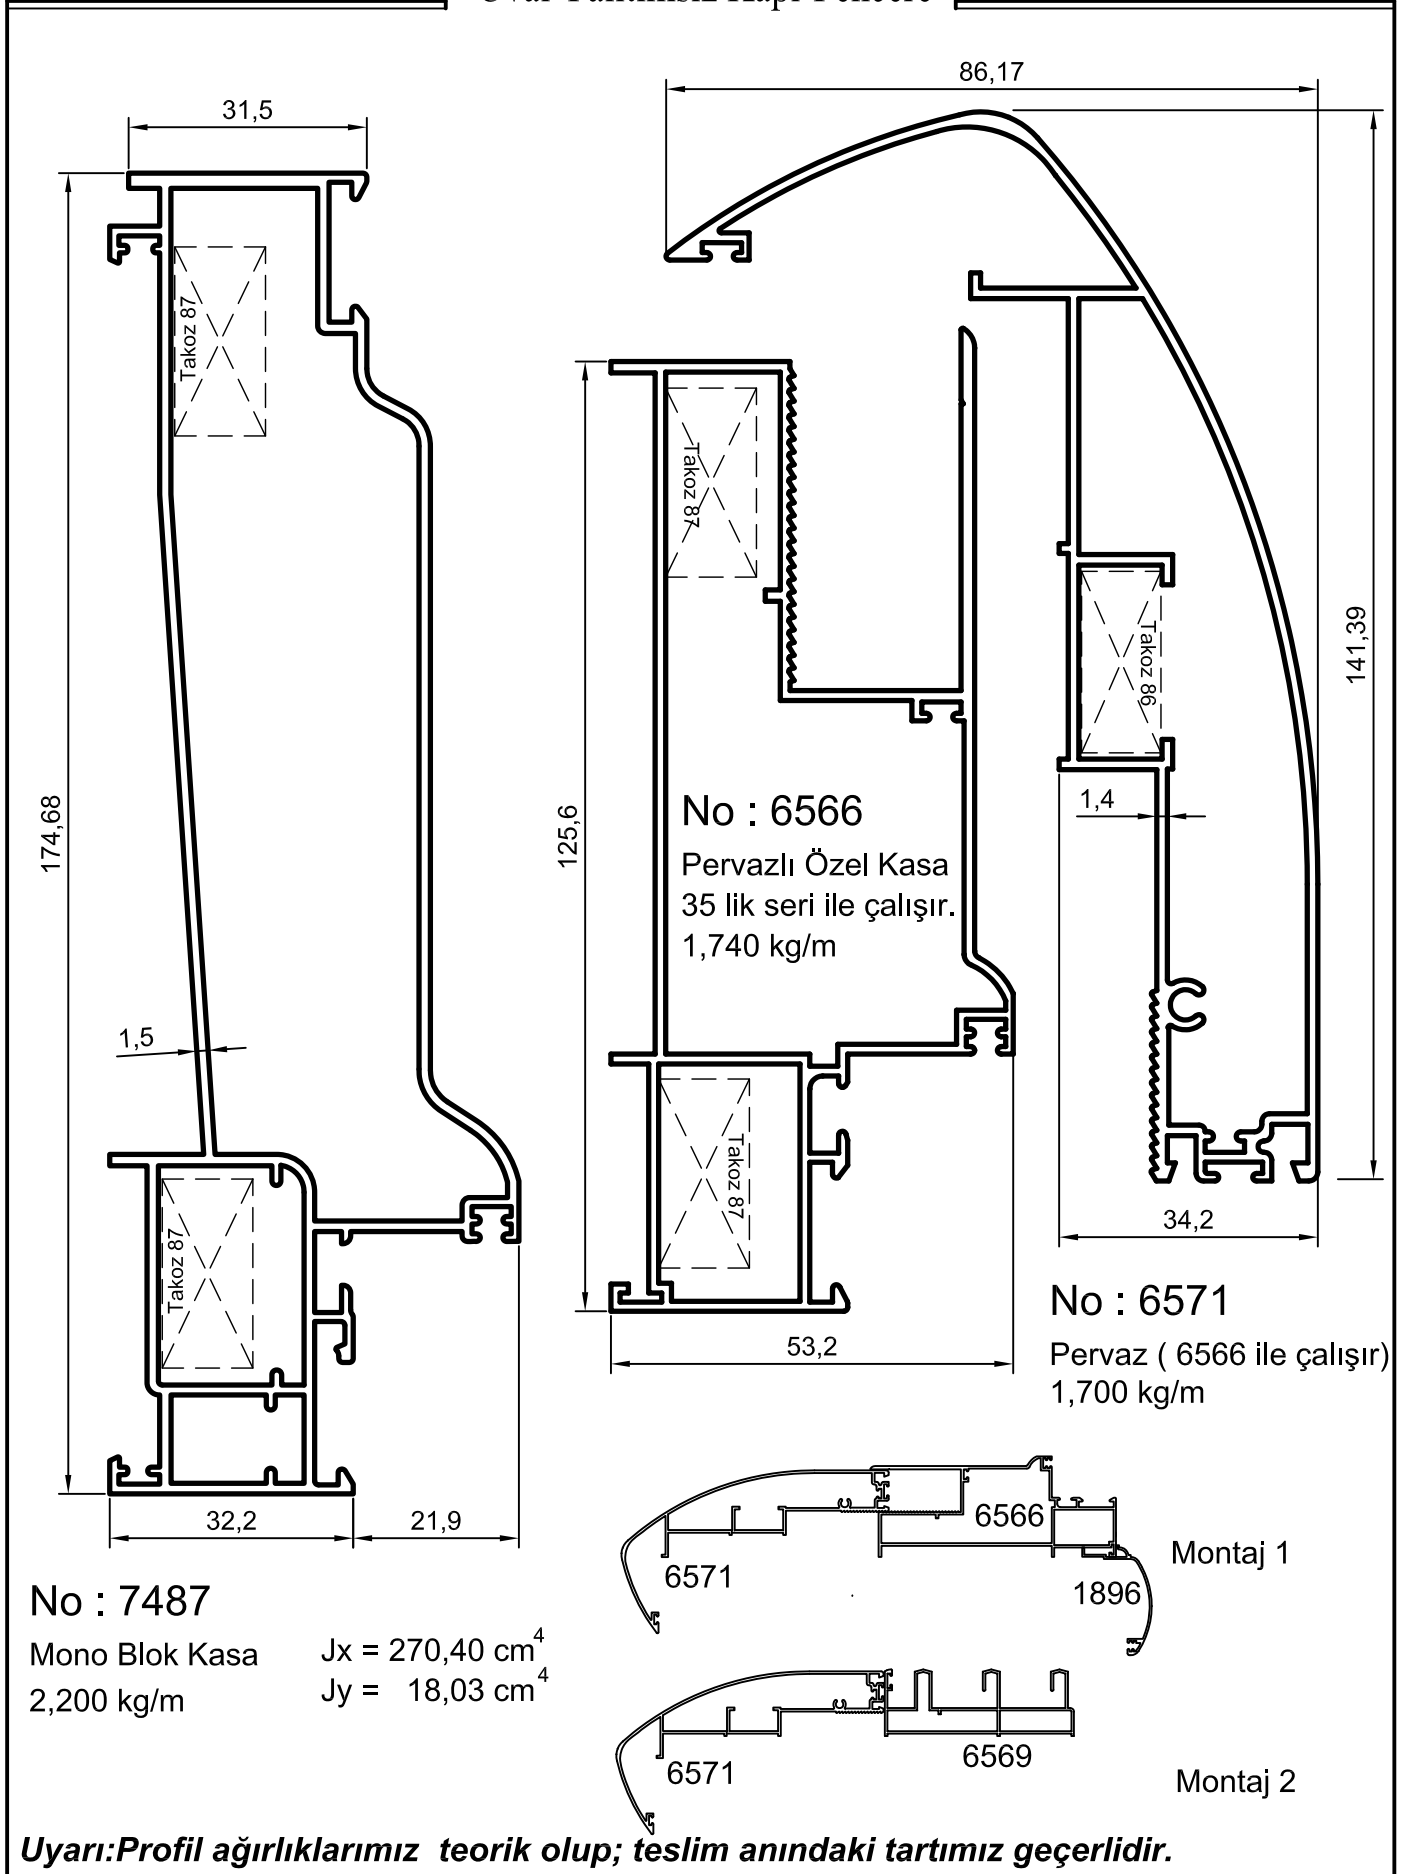 31,5
86,17
Takoz 87
Takoz 87
174,68
125,6
141,39
Takoz 86
1,4
No : 6566
Pervazlı Özel Kasa
35 lik seri ile çalışır.
1,740 kg/m
1,5
Takoz 87
Takoz 87
34,2
53,2
No : 6571
Pervaz ( 6566 ile çalışır)
1,700 kg/m
32,2
21,9
No : 7487
Mono Blok Kasa
2,200 kg/m
Jx = 270,40 cm⁴
Jy = 18,03 cm⁴
6566
6571
1896
Montaj 1
6571
6569
Montaj 2
Uyarı:Profil ağırlıklarımız teorik olup; teslim anındaki tartımız geçerlidir.